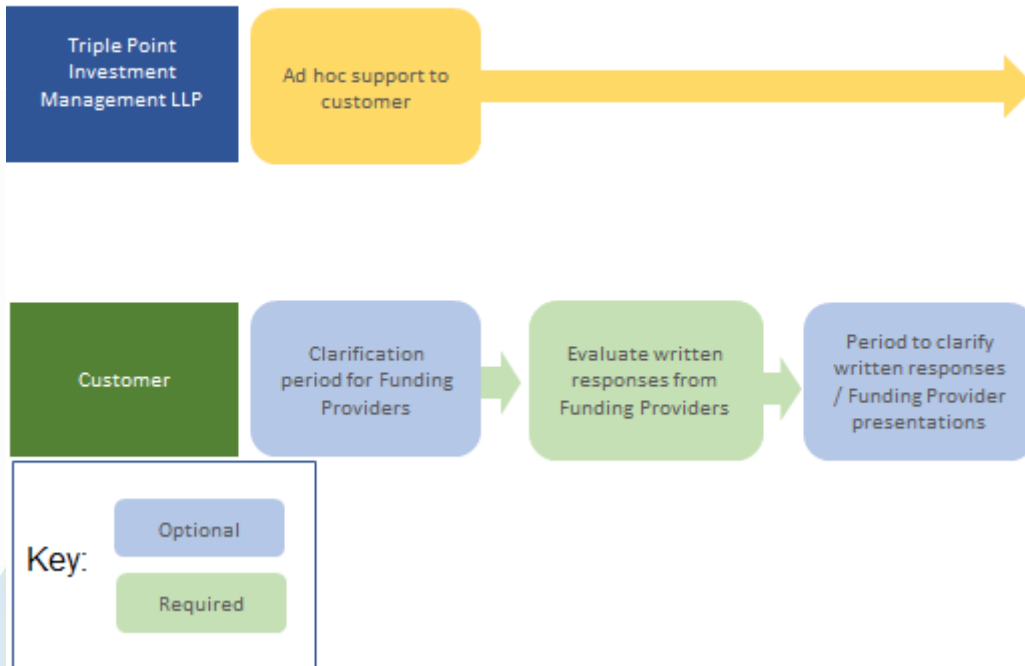 Triple Point
Investment
Management LLP
Ad hoc support to
customer
Customer
Clarification
period for Funding
Providers
Evaluate written
responses from
Funding Providers
Period to clarify
written responses
/ Funding Provider
presentations
Key:
Optional
Required